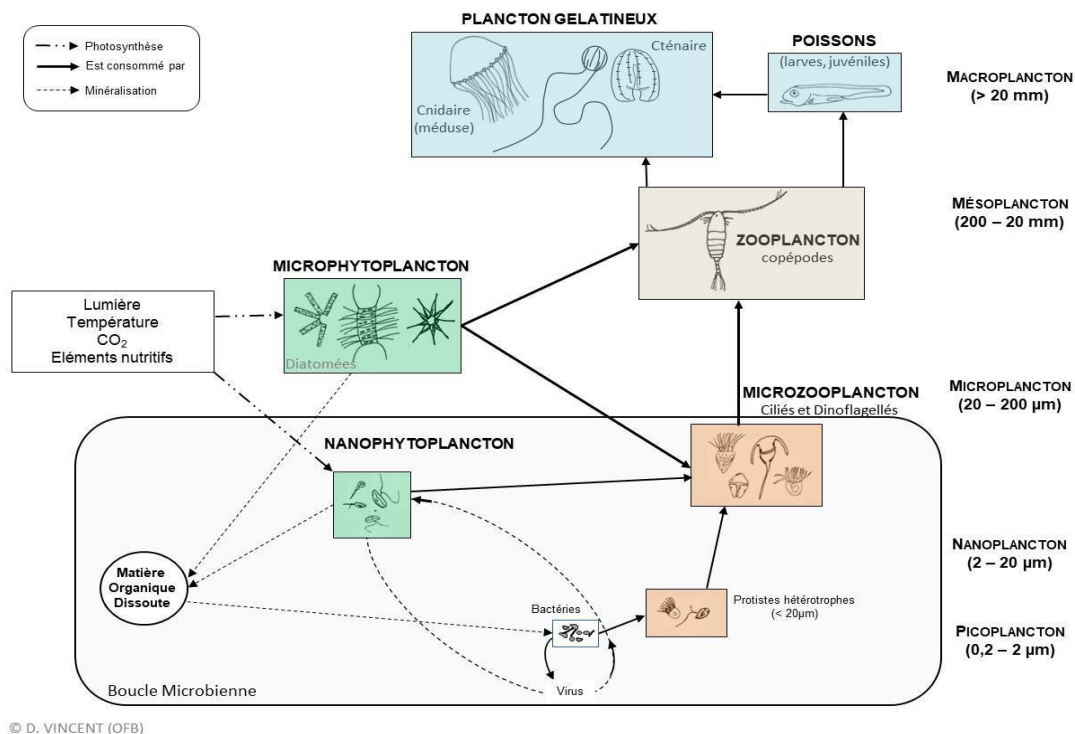 PLANCTON GELATINEUX
Photosynthèse
Est consommé par
Minéralisation
Cténaire
Cnidaire
(méduse)
POISSONS
(larves, juvéniles)
MACROPLANCTON
(> 20 mm)
MÉSOPLANCTON
(200 – 20 mm)
ZOOPLANCTON
copépodes
MICROPHYTOPLANCTON
Diatomées
Lumière
Température
CO2
Eléments nutritifs
MICROPLANCTON
(20 – 200 µm)
MICROZOOPLANCTON
Ciliés et Dinoflagellés
NANOPHYTOPLANCTON
NANOPLANCTON
(2 – 20 µm)
Matière
Organique
Dissoute
Bactéries
Protistes hétérotrophes
(< 20µm)
PICOPLANCTON
(0,2 – 2 µm)
Virus
Boucle Microbienne
© D. VINCENT (OFB)